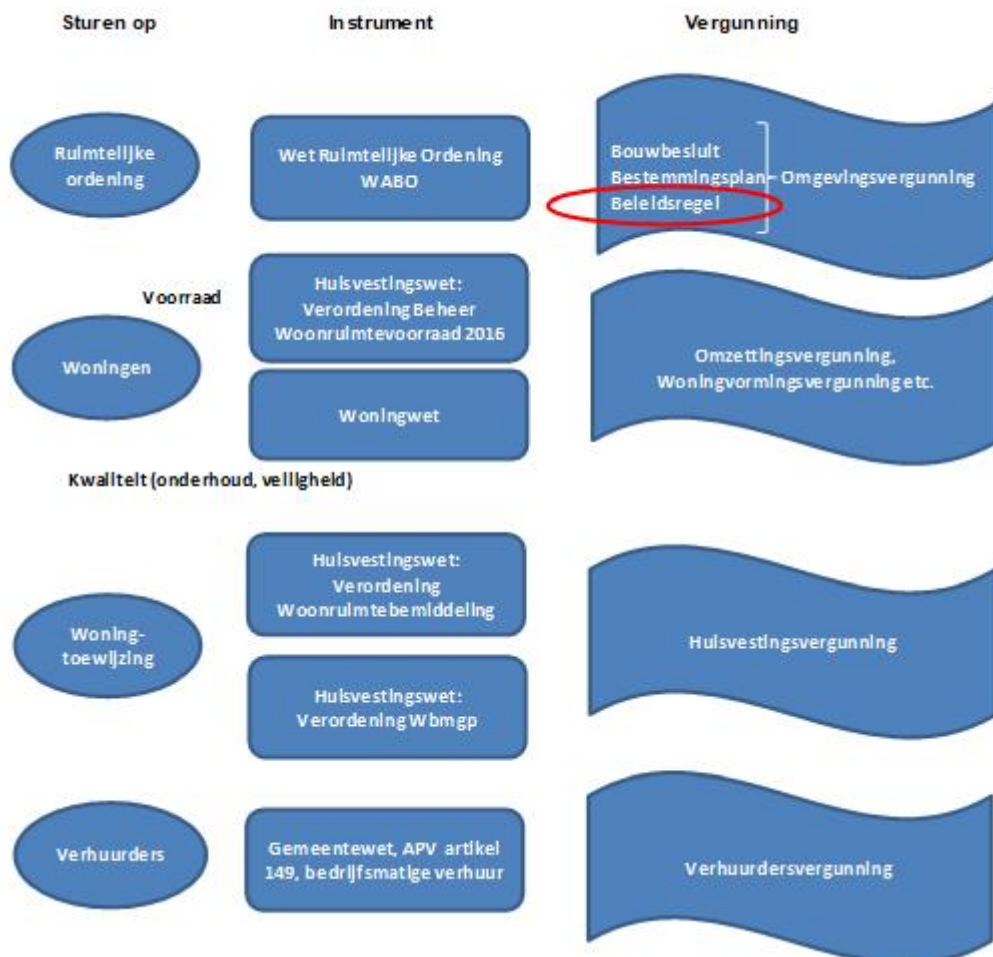 Sturen op
Instrument
Vergunning
Ruimtelijke
ordening
Wet Ruimtelijke Ordening
WABO
Bouwbesluit
Bestemmingsplan - Omgevingsvergunning
Beleidsregel
Voorraad
Woningen
Huisvestingswet:
Verordening Beheer
Woonruimtevoorraad 2016
Woningwet
Omzettingsvergunning,
Woningvormingsvergunning etc.
Kwaliteit (onderhoud, veiligheid)
Woning-
toewijzing
Huisvestingswet:
Verordening
Woonruimtebemiddeling
Huisvestingswet:
Verordening Wbmgp
Huisvestingsvergunning
Verhuurders
Gemeentewet, APV artikel
149, bedrijfsmatige verhuur
Verhuurdersvergunning